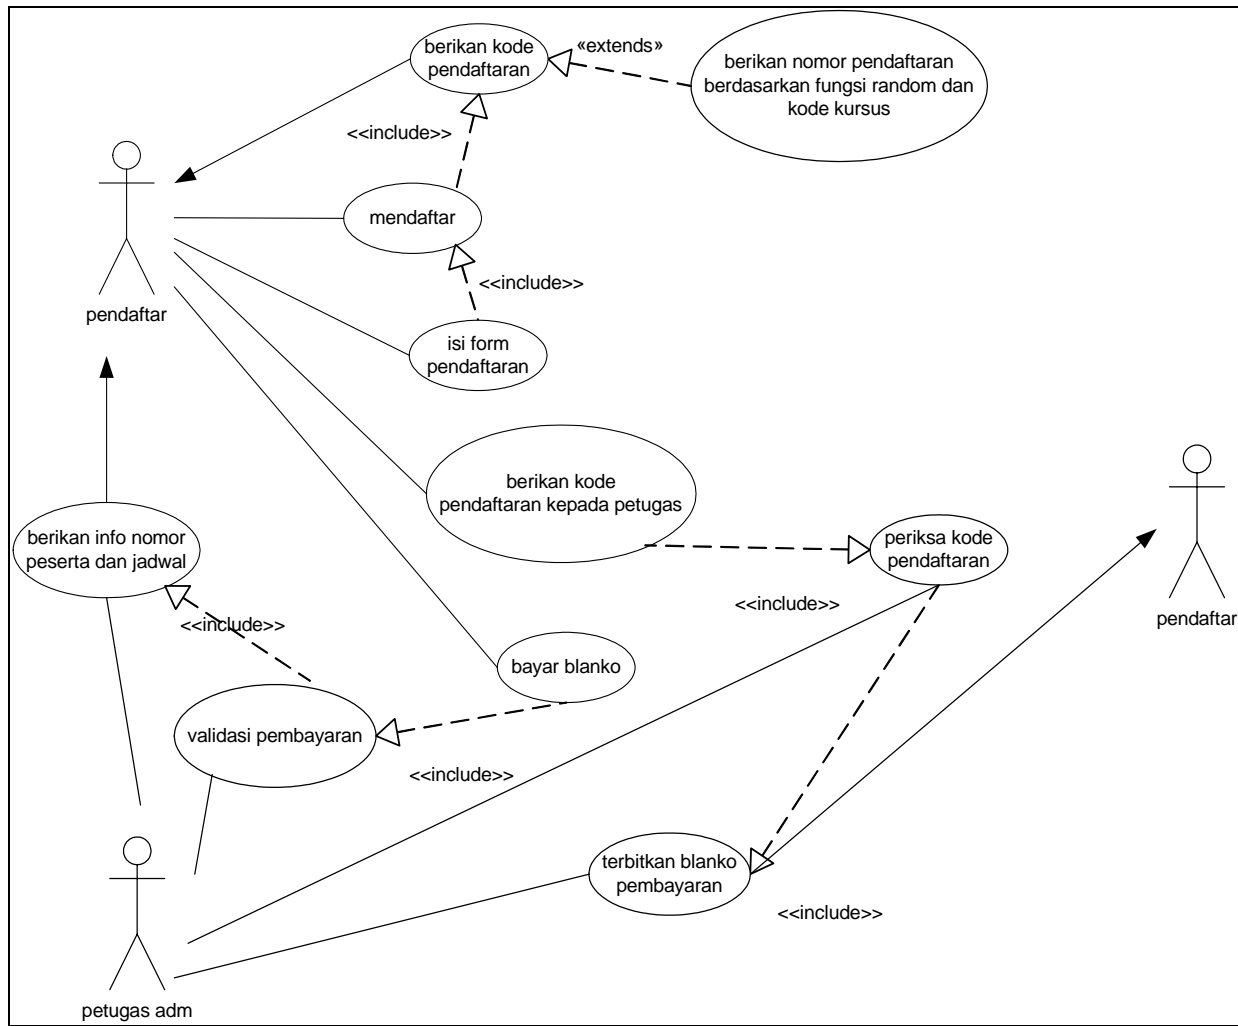 berikan kode
pendaftaran
«extends»
berikan nomor pendaftaran
berdasarkan fungsi random dan
kode kursus
<<include>>
mendaftar
<<include>>
pendaftar
isi form
pendaftaran
berikan kode
pendaftaran kepada petugas
berikan info nomor
peserta dan jadwal
periksa kode
pendaftaran
<<include>>
pendaftar
<<include>>
bayar blanko
validasi pembayaran
<<include>>
terbitkan blanko
pembayaran
<<include>>
petugas adm